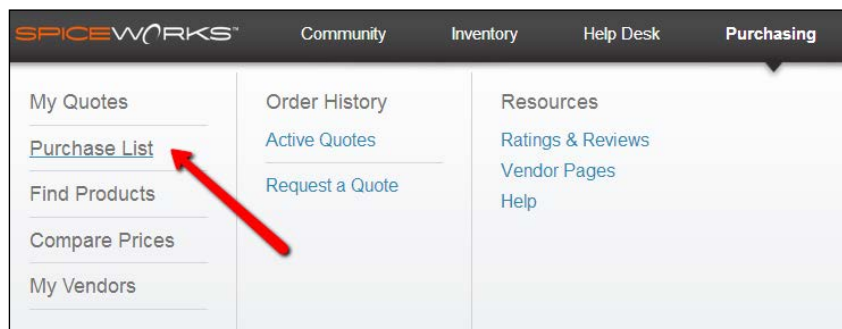 SPICEWORKS™ Community Inventory Help Desk Purchasing
My Quotes
Purchase List
Find Products
Compare Prices
My Vendors
Order History
Active Quotes
Request a Quote
Resources
Ratings & Reviews
Vendor Pages
Help